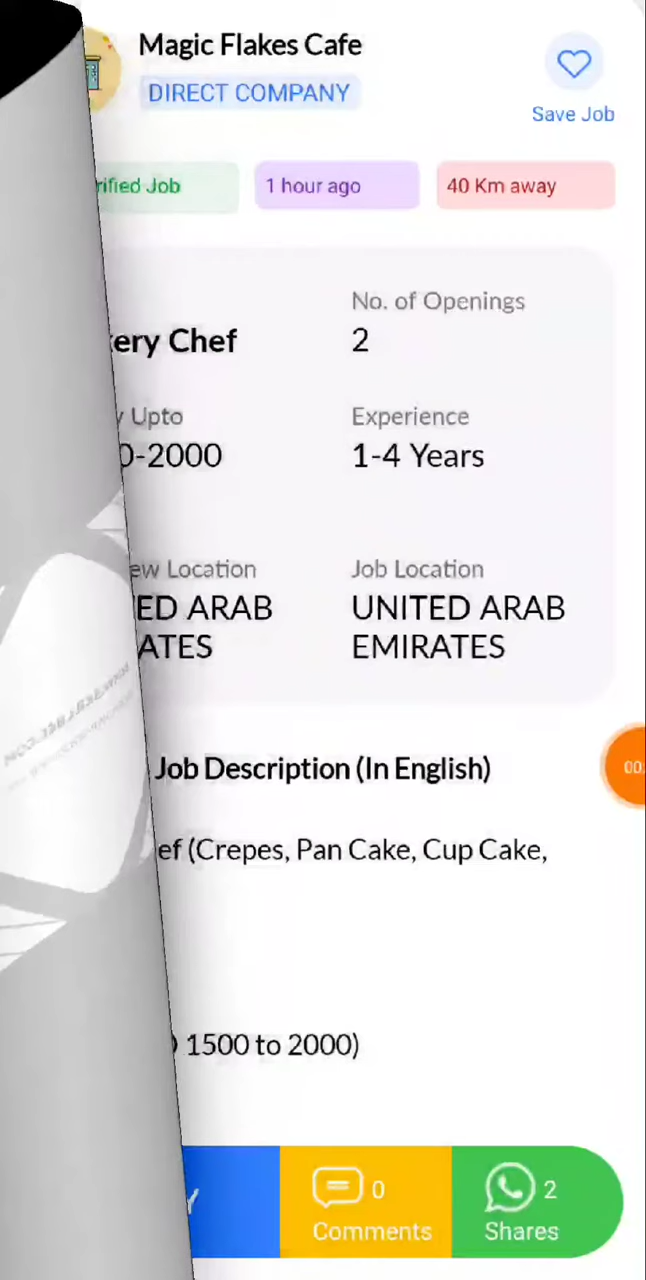 Magic Flakes Cafe
DIRECT COMPANY
Save Job
rified Job
1 hour ago
40 Km away
No. of Openings
ery Chef
2
y Upto
Experience
0-2000
1-4 Years
ew Location
Job Location
ED ARAB
UNITED ARAB
ATES
EMIRATES
Job Description (In English)
00
ef (Crepes, Pan Cake, Cup Cake,
1500 to 2000)
Y
0
2
Comments
Shares